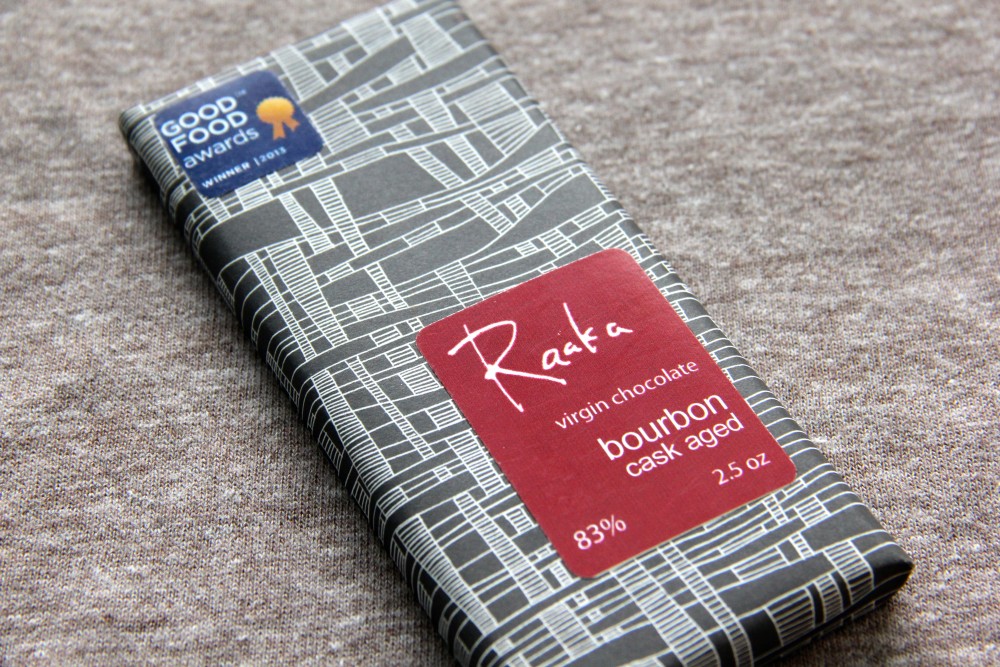 GOOD
FOOD
awards
WINNER | 2013
Raaka
virgin chocolate
bourbon
cask aged
2.5 oz
83%